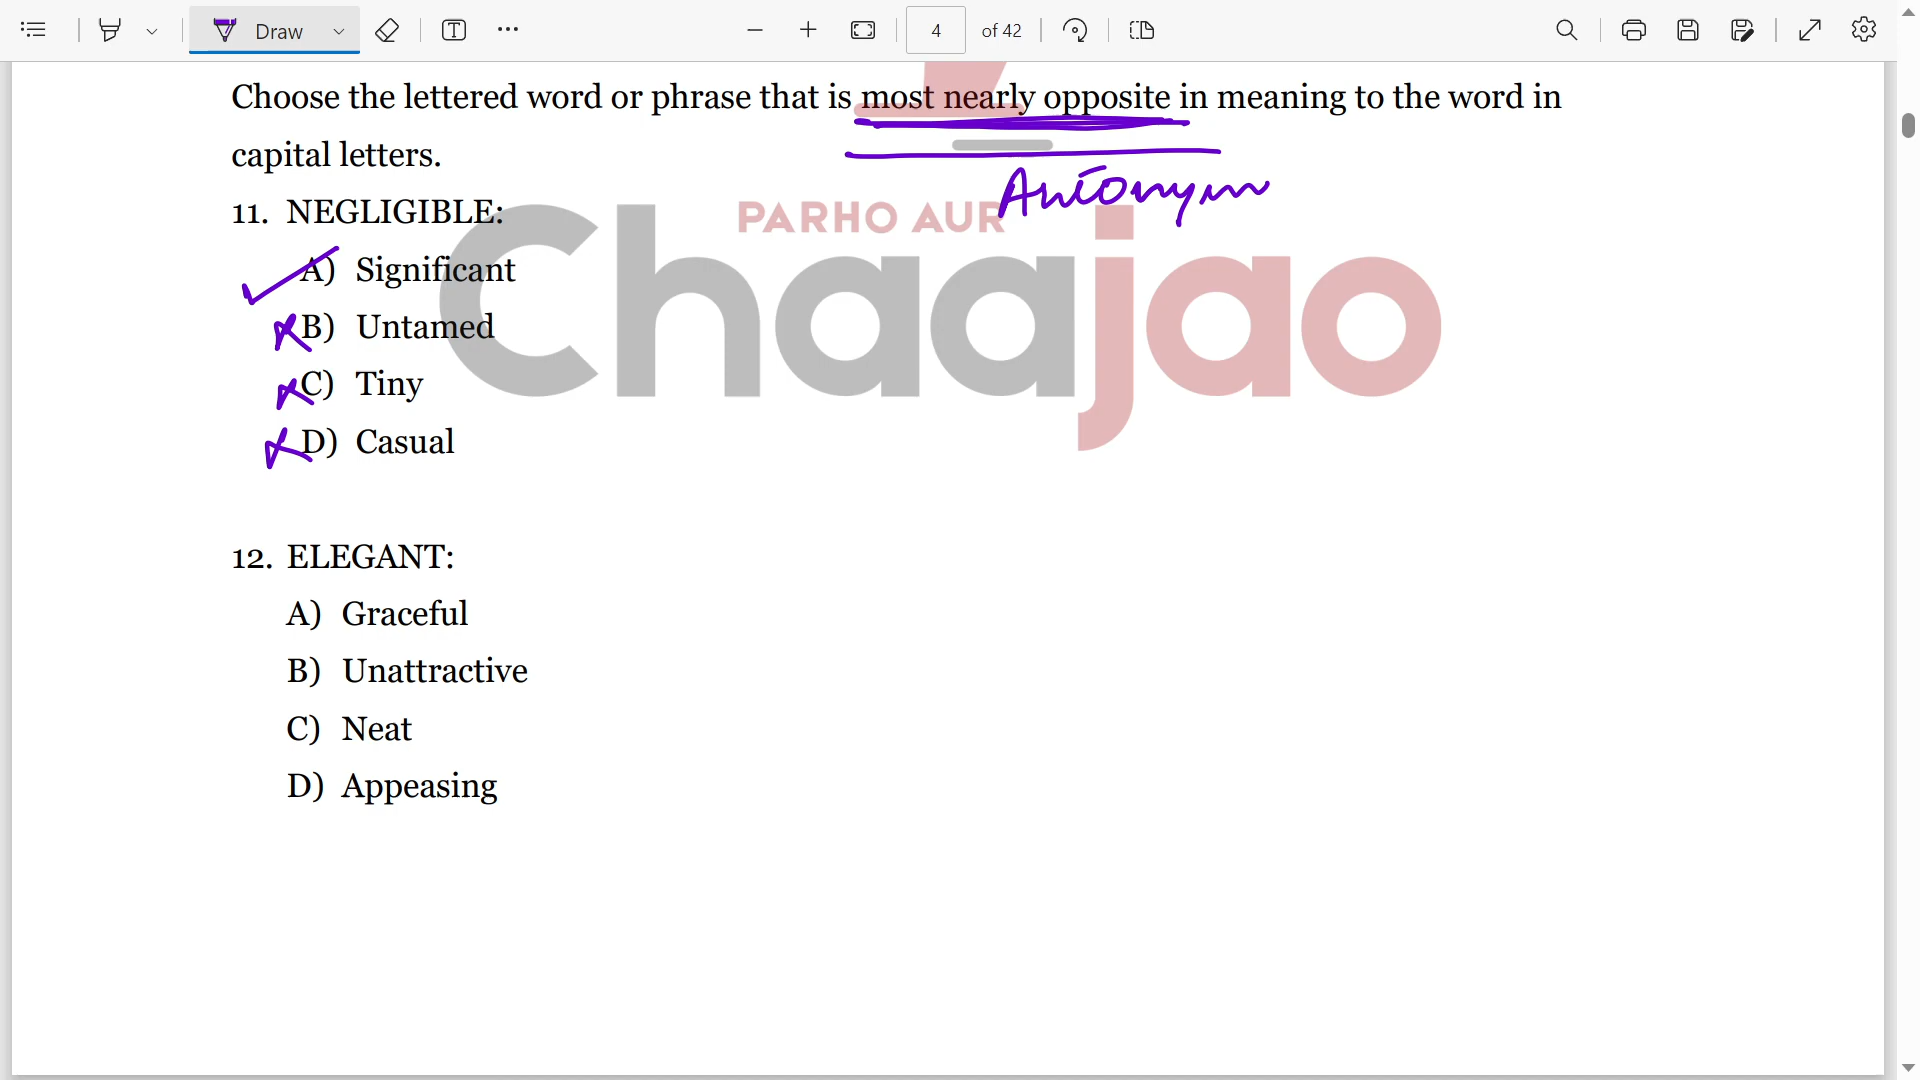 Draw
4 of 42
Choose the lettered word or phrase that is most nearly opposite in meaning to the word in
capital letters.
Antonym
PARHO AUR
Chaajao
11. NEGLIGIBLE:
A) Significant
B) Untamed
C) Tiny
D) Casual
12. ELEGANT:
A) Graceful
B) Unattractive
C) Neat
D) Appeasing